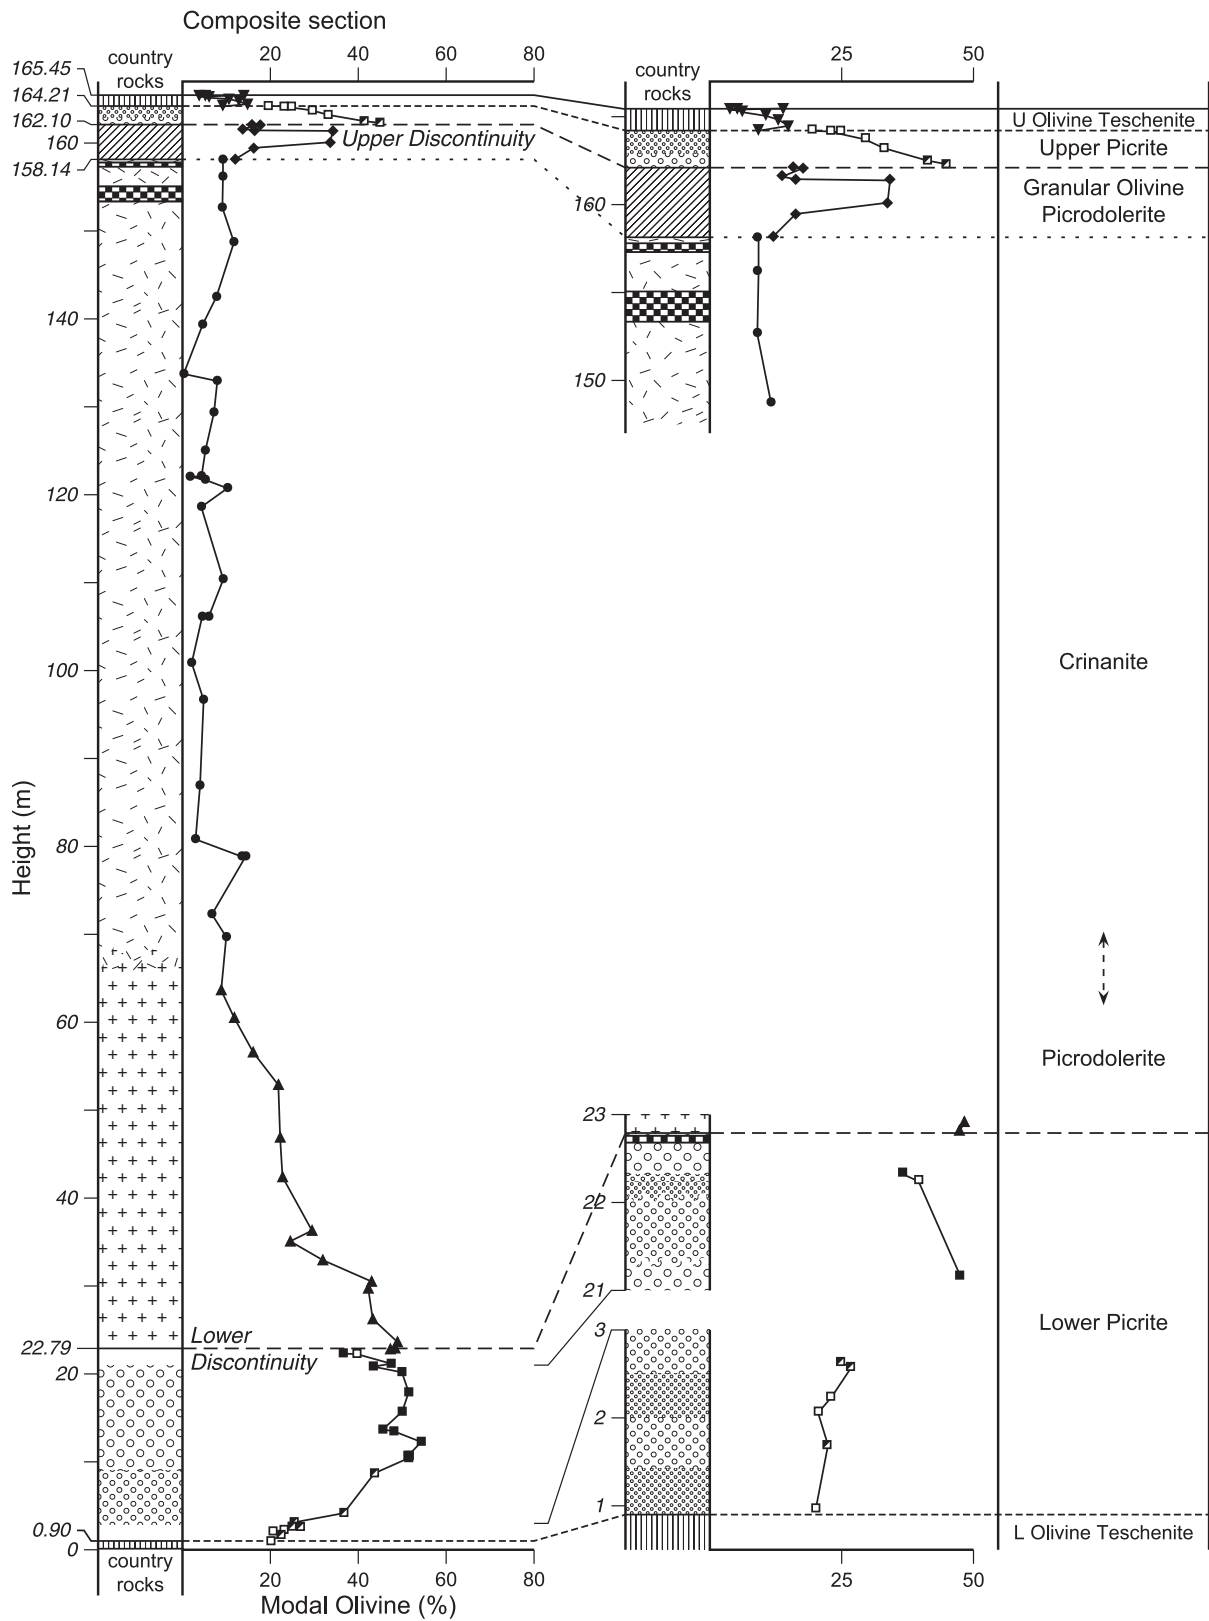 Composite section
20 40 60 80
country
rocks
165.45
164.21
162.10
160
158.14
140
120
100
80
60
40
22.79
20
0.90
0
Height (m)
Upper Discontinuity
Lower
Discontinuity
country
rocks
20 40 60 80
Modal Olivine (%)
25 50
country
rocks
160
150
23
22
21
3
2
1
25 50
U Olivine Teschenite
Upper Picrite
Granular Olivine
Picrodolerite
Crinanite
Picrodolerite
Lower Picrite
L Olivine Teschenite